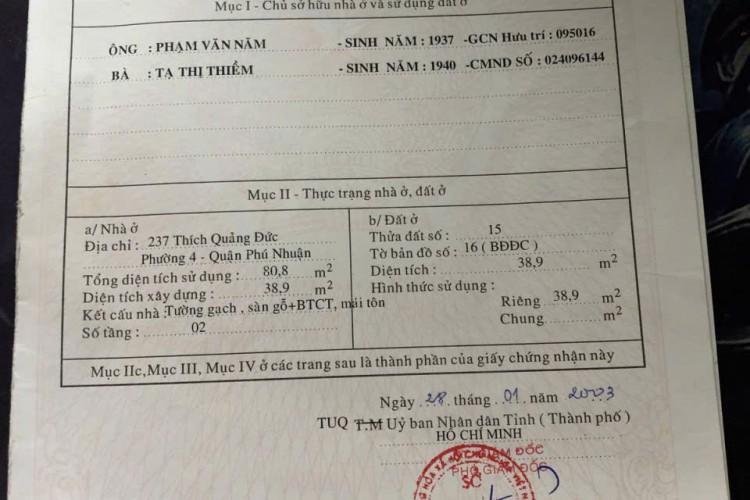 Mục I - Chủ sở hữu nhà ở và sử dụng đất ở
ÔNG : PHẠM VĂN NĂM - SINH NĂM : 1937 -GCN Hưu trí : 095016
BÀ : TẠ THỊ THIỀM - SINH NĂM : 1940 -CMND SỐ : 024096144
Mục II - Thực trạng nhà ở, đất ở
a/ Nhà ở
Địa chỉ : 237 Thích Quảng Đức
Phường 4 - Quận Phú Nhuận
Tổng diện tích sử dụng : 80,8 m2
Diện tích xây dựng : 38,9 m2
Kết cấu nhà :Tường gạch , sàn gỗ+BTCT, mái tôn
Số tầng : 02
b/ Đất ở
Thửa đất số : 15
Tờ bản đồ số : 16 ( BĐĐC )
Diện tích : 38,9 m2
Hình thức sử dụng :
Riêng 38,9 m2
Chung m2
Mục IIc,Mục III, Mục IV ở các trang sau là thành phần của giấy chứng nhận này
Ngày 28 tháng 01 năm 2003
TUQ T.M Uỷ ban Nhân dân Tỉnh ( Thành phố )
HỒ CHÍ MINH
GIÁM ĐỐC
PHÓ GIÁM ĐỐC
SỞ